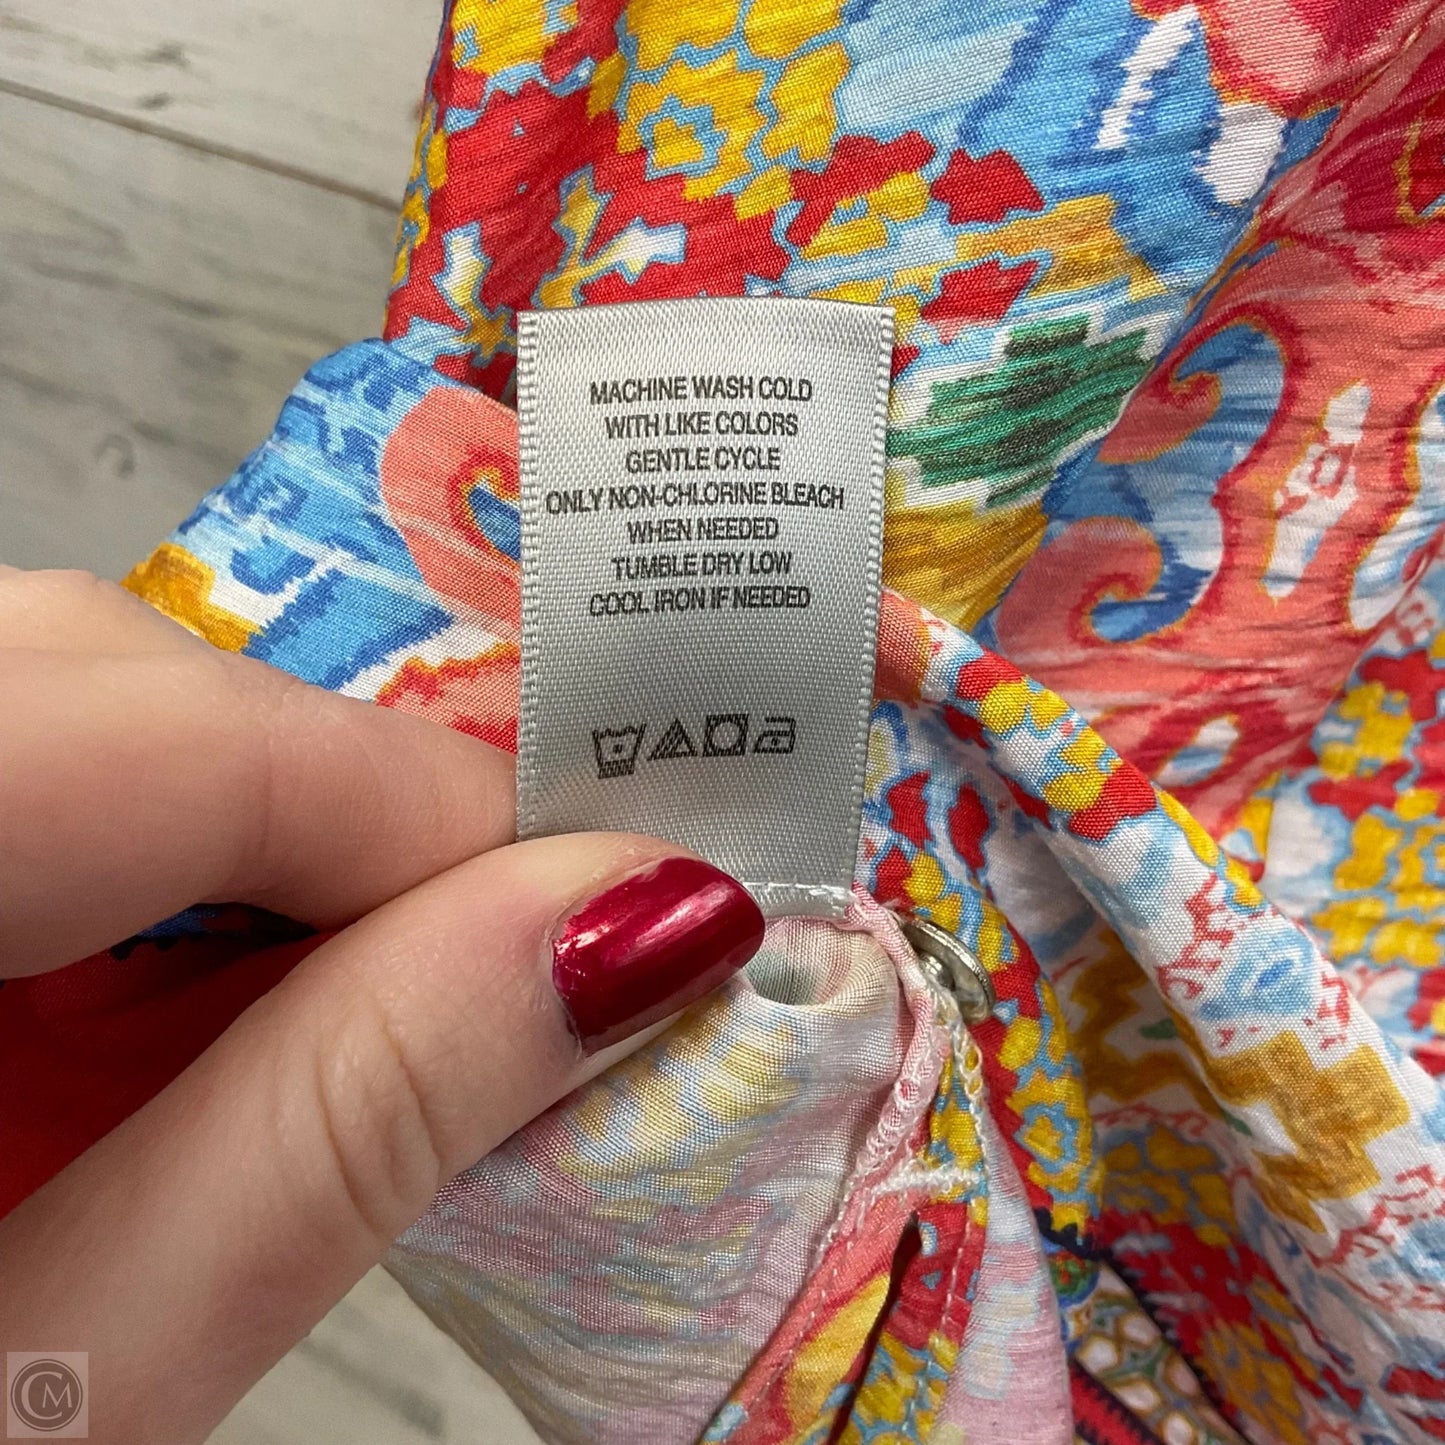 MACHINE WASH COLD
WITH LIKE COLORS
GENTLE CYCLE
ONLY NON-CHLORINE BLEACH
WHEN NEEDED
TUMBLE DRY LOW
COOL IRON IF NEEDED
CM